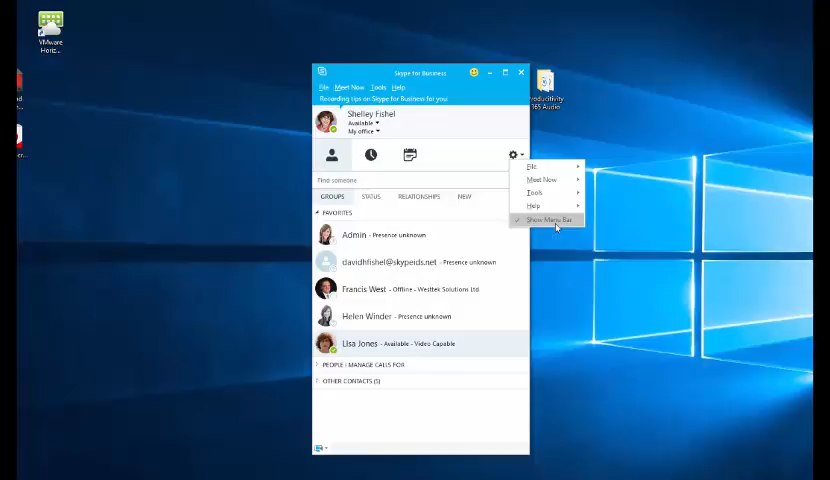 VMware
Horiz...
Skype for Business
File Meet Now Tools Help
Recording tips on Skype for Business for you
Shelley Fishel
Available
My office
Find someone
GROUPS STATUS RELATIONSHIPS NEW
FAVORITES
Admin - Presence unknown
davidhfishel@skypeids.net - Presence unknown
Francis West - Offline - Westtek Solutions Ltd
Helen Winder - Presence unknown
Lisa Jones - Available - Video Capable
PEOPLE I MANAGE CALLS FOR
OTHER CONTACTS (5)
File
Meet Now
Tools
Help
Show Menu Bar
roductivity
365 Audio